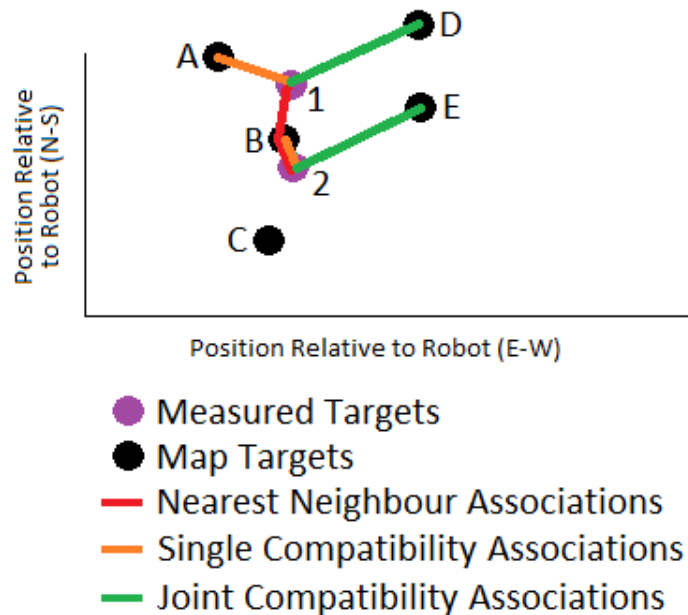 D
A
1
E
B
2
C
Position Relative
to Robot (N-S)
Position Relative to Robot (E-W)
Measured Targets
Map Targets
Nearest Neighbour Associations
Single Compatibility Associations
Joint Compatibility Associations